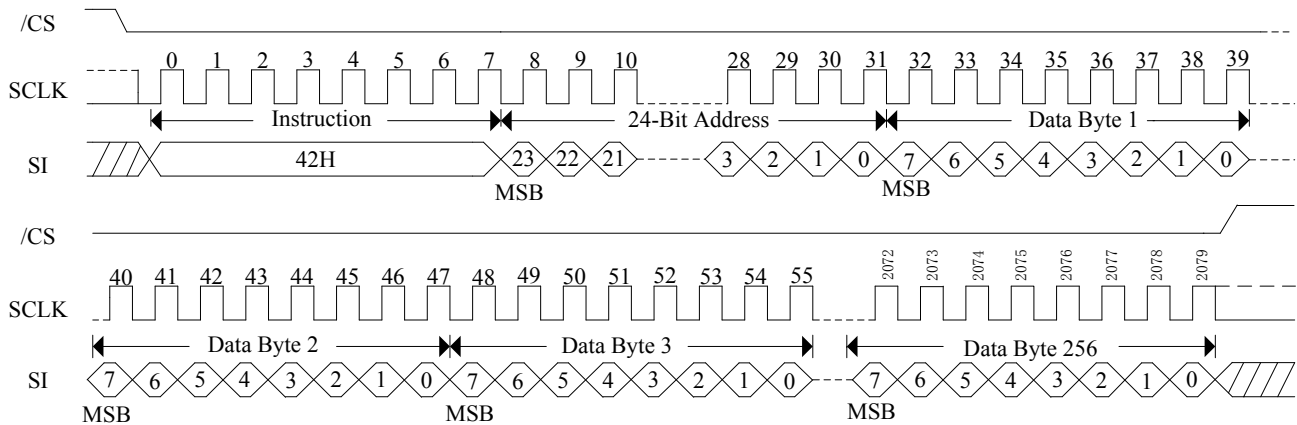 /CS
0 1 2 3 4 5 6 7 8 9 10 28 29 30 31 32 33 34 35 36 37 38 39
SCLK
Instruction 24-Bit Address Data Byte 1
SI 42H 23 22 21 3 2 1 0 7 6 5 4 3 2 1 0
MSB MSB
/CS
40 41 42 43 44 45 46 47 48 49 50 51 52 53 54 55 2072 2073 2074 2075 2076 2077 2078 2079
SCLK
Data Byte 2 Data Byte 3 Data Byte 256
SI 7 6 5 4 3 2 1 0 7 6 5 4 3 2 1 0 7 6 5 4 3 2 1 0
MSB MSB MSB